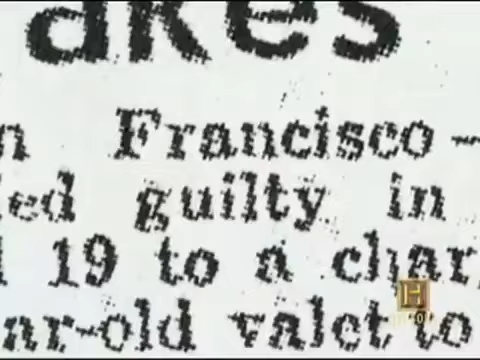 akes
n Francisco—
ed guilty in
19 to a char
ar-old valet to
H